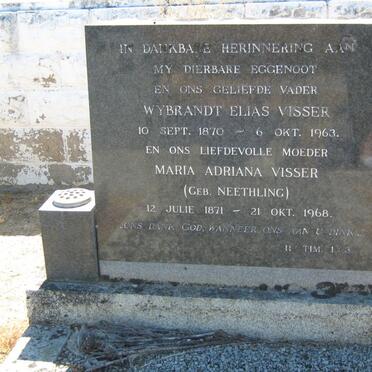 IN DANKBARE HERINNERING AAN
MY DIERBARE EGGENOOT
EN ONS GELIEFDE VADER
WYBRANDT ELIAS VISSER
10 SEPT. 1870 - 6 OKT. 1963.
EN ONS LIEFDEVOLLE MOEDER
MARIA ADRIANA VISSER
(GEB. NEETHLING)
12 JULIE 1871 - 21 OKT. 1968.
ONS DANK GOD, WANNEER ONS AAN U DINK.
TIM. 1:3